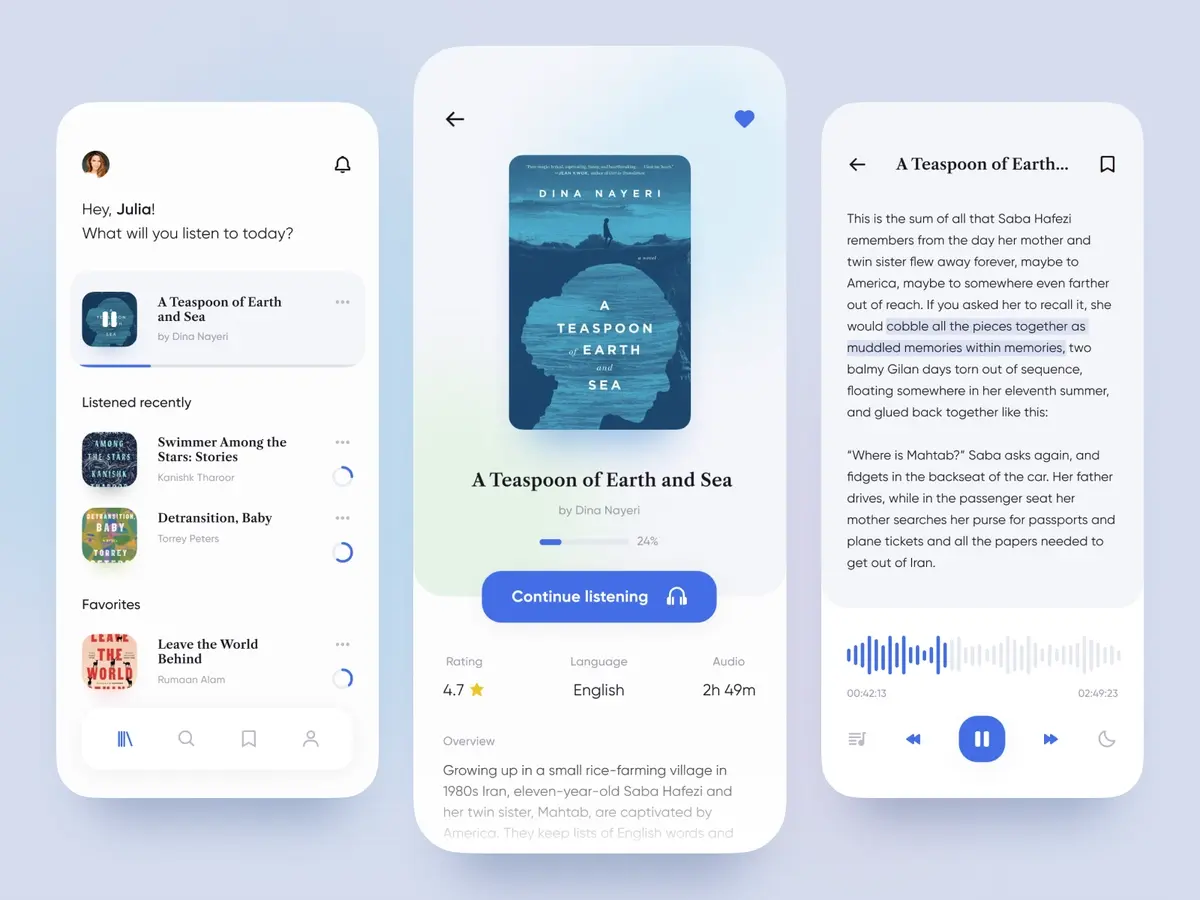 Hey, Julia!
What will you listen to today?
A Teaspoon of Earth
and Sea
by Dina Nayeri
Listened recently
AMONG
THE STARS
KANISHK
Swimmer Among the
Stars: Stories
Kanishk Tharoor
DETRANSITION,
BABY
TORREY
PETERS
Detransition, Baby
Torrey Peters
Favorites
LEAVE
THE
WORLD
Leave the World
Behind
Rumaan Alam
DINA NAYERI
a novel
A
TEASPOON
of EARTH
and
SEA
A Teaspoon of Earth and Sea
by Dina Nayeri
24%
Continue listening
Rating
Language
Audio
4.7
English
2h 49m
Overview
Growing up in a small rice-farming village in
1980s Iran, eleven-year-old Saba Hafezi and
her twin sister, Mahtab, are captivated by
America. They keep lists of English words and
A Teaspoon of Earth...
This is the sum of all that Saba Hafezi
remembers from the day her mother and
twin sister flew away forever, maybe to
America, maybe to somewhere even farther
out of reach. If you asked her to recall it, she
would cobble all the pieces together as
muddled memories within memories, two
balmy Gilan days torn out of sequence,
floating somewhere in her eleventh summer,
and glued back together like this:
“Where is Mahtab?” Saba asks again, and
fidgets in the backseat of the car. Her father
drives, while in the passenger seat her
mother searches her purse for passports and
plane tickets and all the papers needed to
get out of Iran.
00:42:13
02:49:23